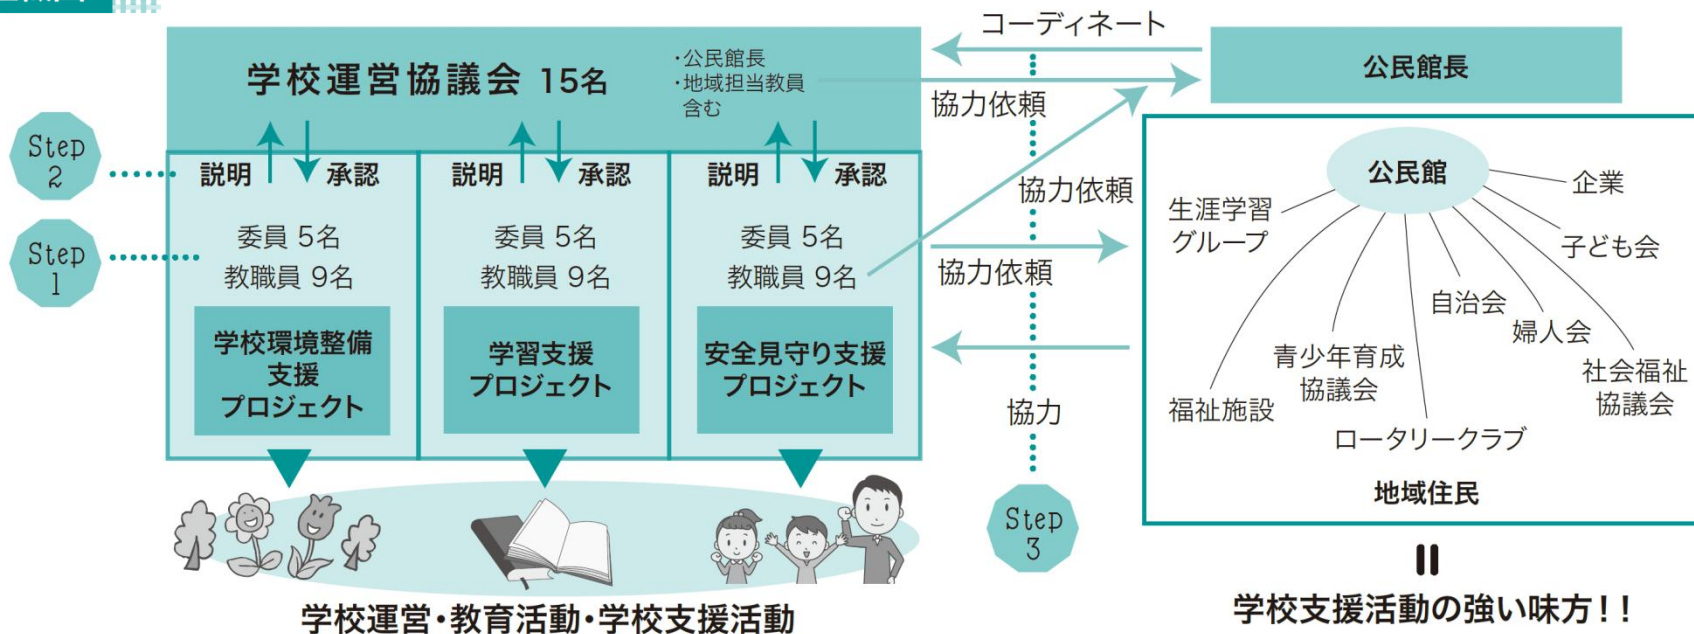 コーディネート
学校運営協議会 15名
・公民館長
・地域担当教員
含む
公民館長
協力依頼
Step
2
説明
承認
説明
承認
説明
承認
公民館
企業
協力依頼
生涯学習
グループ
Step
1
委員 5名
教職員 9名
委員 5名
教職員 9名
委員 5名
教職員 9名
協力依頼
子ども会
自治会
婦人会
学校環境整備
支援
プロジェクト
学習支援
プロジェクト
安全見守り支援
プロジェクト
青少年育成
協議会
社会福祉
協議会
福祉施設
協力
ロータリークラブ
地域住民
Step
3
学校運営・教育活動・学校支援活動
学校支援活動の強い味方!!